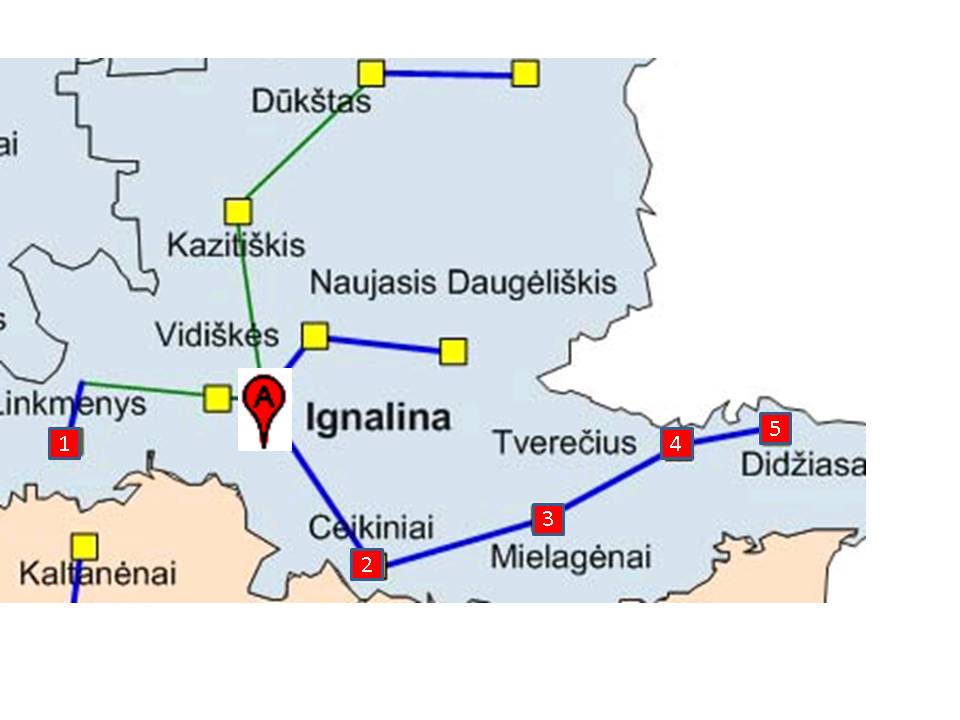 Dūkštas
ai
Kazitiškis
Naujasis Daugėliškis
s
Vidiškės
A
Linkmenys
Ignalina
1
Tverečius
4
5
Didžiasa
3
Ceikiniai
2
Mielagėnai
Kaltanėnai